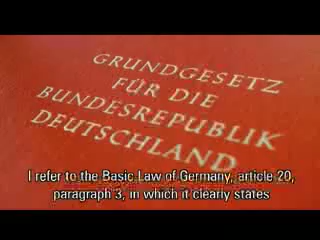 GRUNDGESETZ
FÜR DIE
BUNDESREPUBLIK
DEUTSCHLAND
I refer to the Basic Law of Germany, article 20,
paragraph 3, in which it clearly states